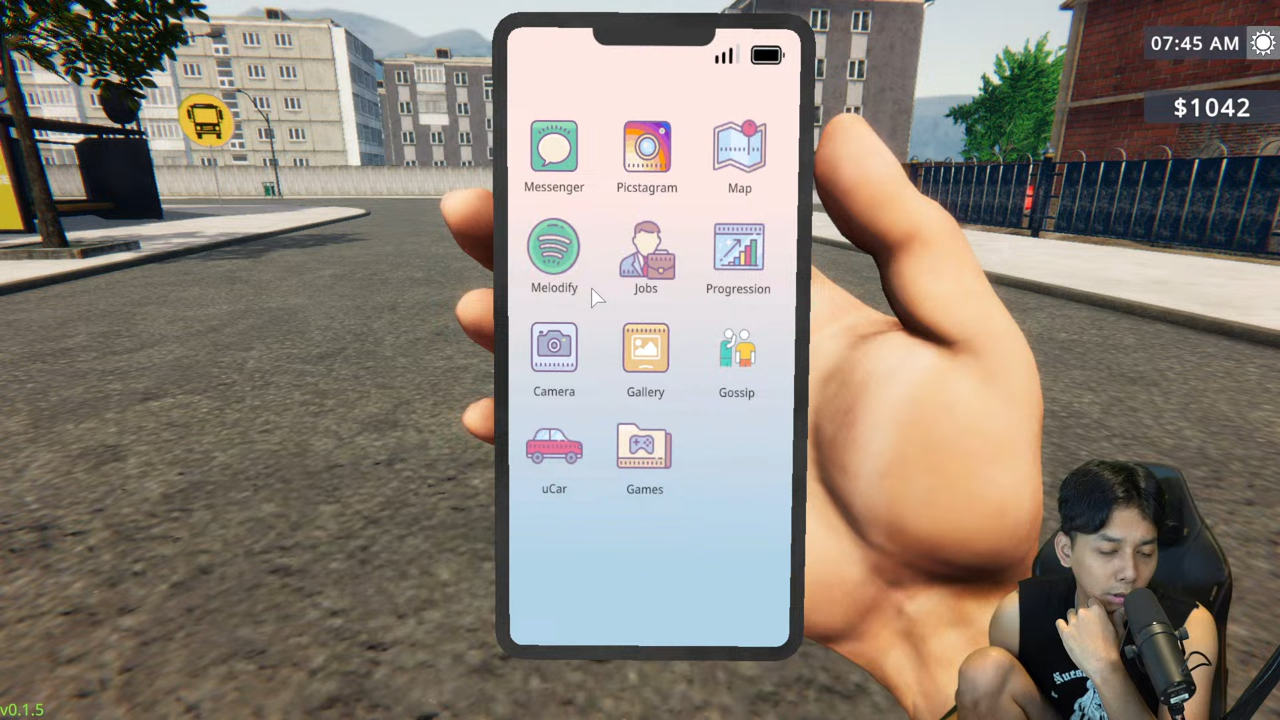 07:45 AM
$1042
Messenger
Picstagram
Map
Melodify
Jobs
Progression
Camera
Gallery
Gossip
uCar
Games
v0.1.5